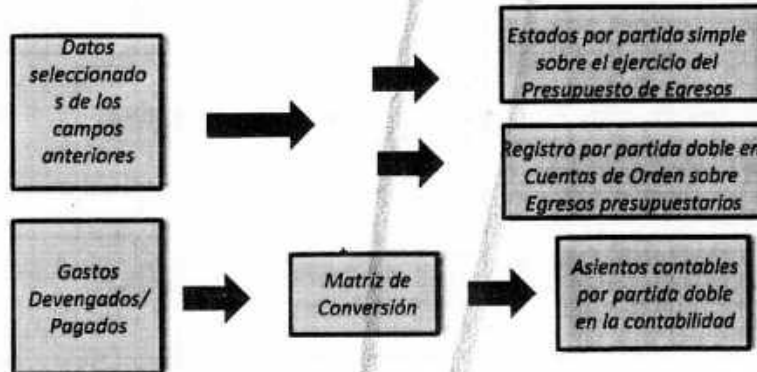 Datos
seleccionado
s de los
campos
anteriores
Estados por partida simple
sobre el ejercicio del
Presupuesto de Egresos
Registro por partida doble en
Cuentas de Orden sobre
Egresos presupuestarios
Gastos
Devengados/
Pagados
Matriz de
Conversión
Asientos contables
por partida doble
en la contabilidad